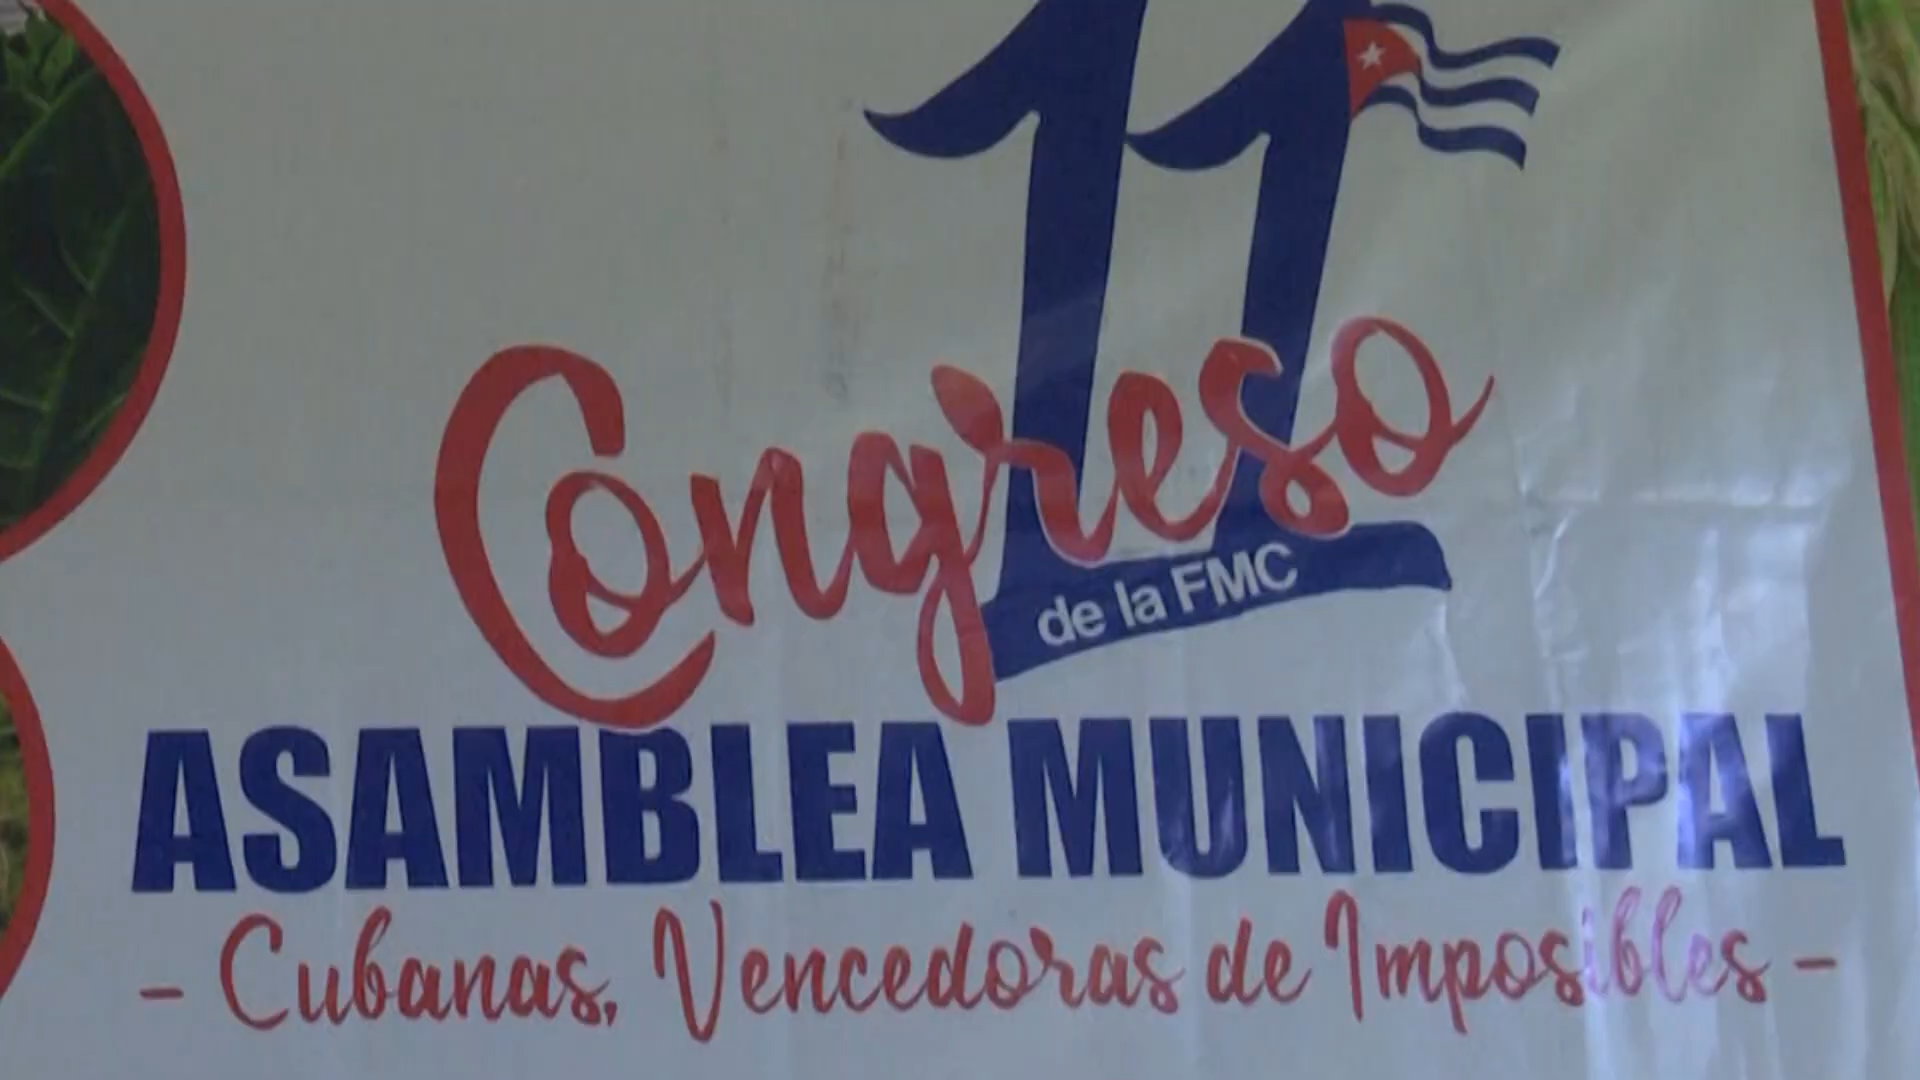 11
Congreso
de la FMC
ASAMBLEA MUNICIPAL
- Cubanas, Vencedoras de Imposibles -